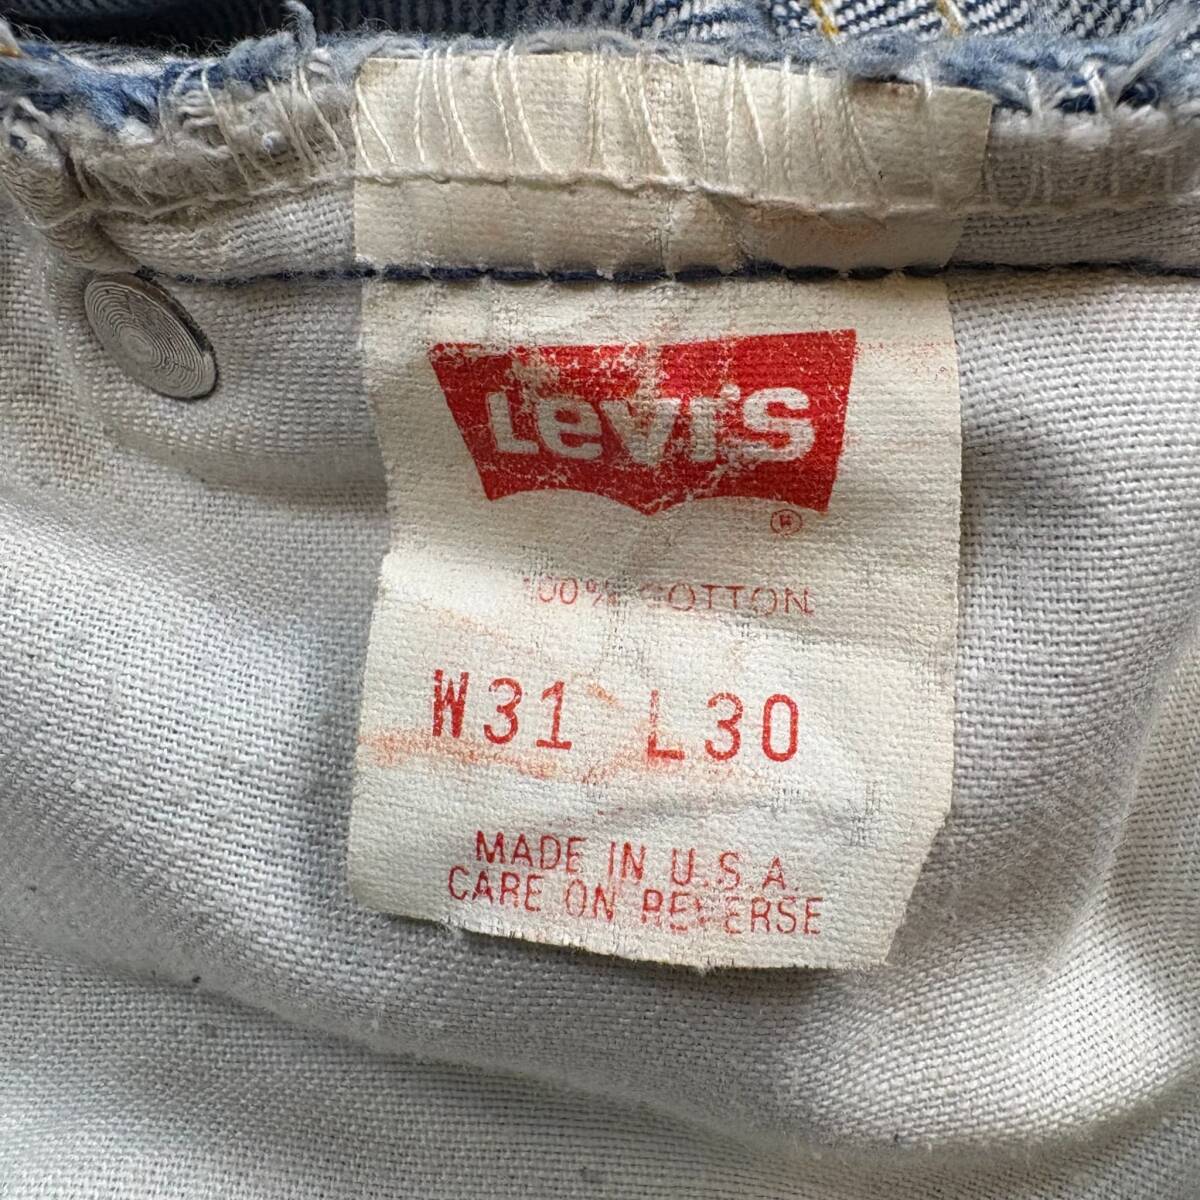 Levi's
®
100% COTTON
W31 L30
MADE IN U.S.A.
CARE ON REVERSE